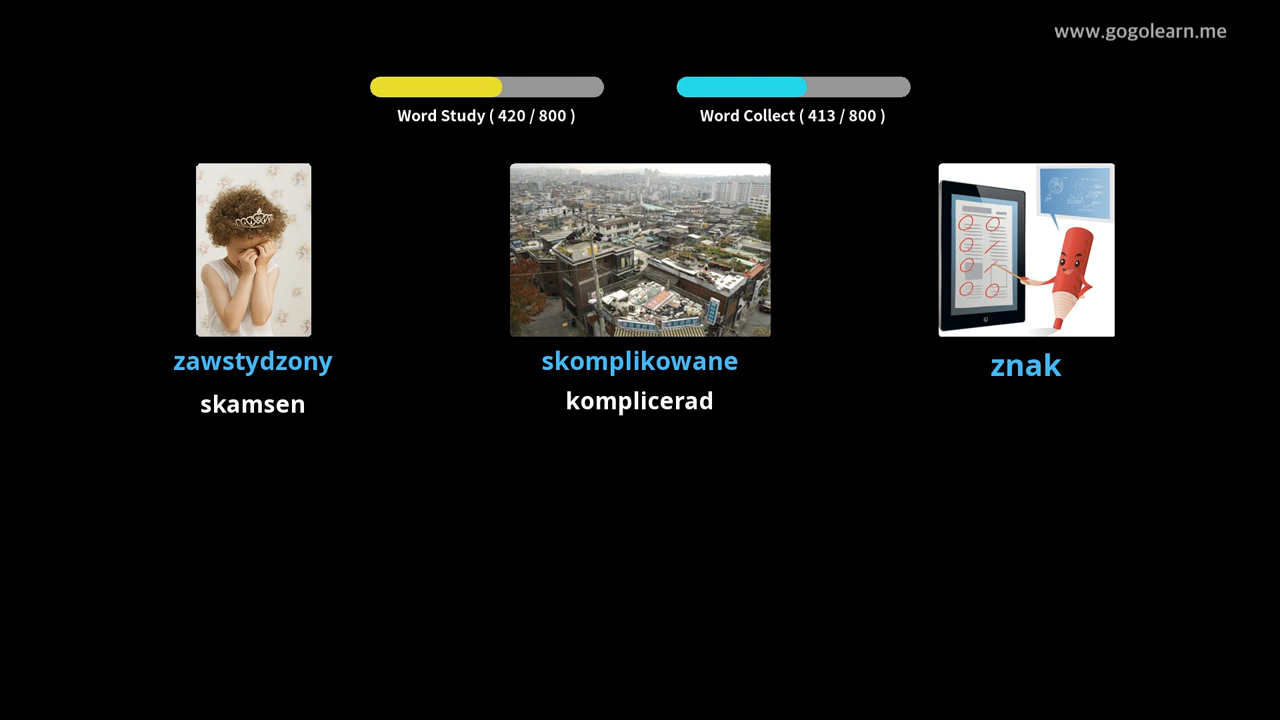 www.gogolearn.me
Word Study ( 420 / 800 )
Word Collect ( 413 / 800 )
zawstydzony
skomplikowane
znak
skamsen
komplicerad